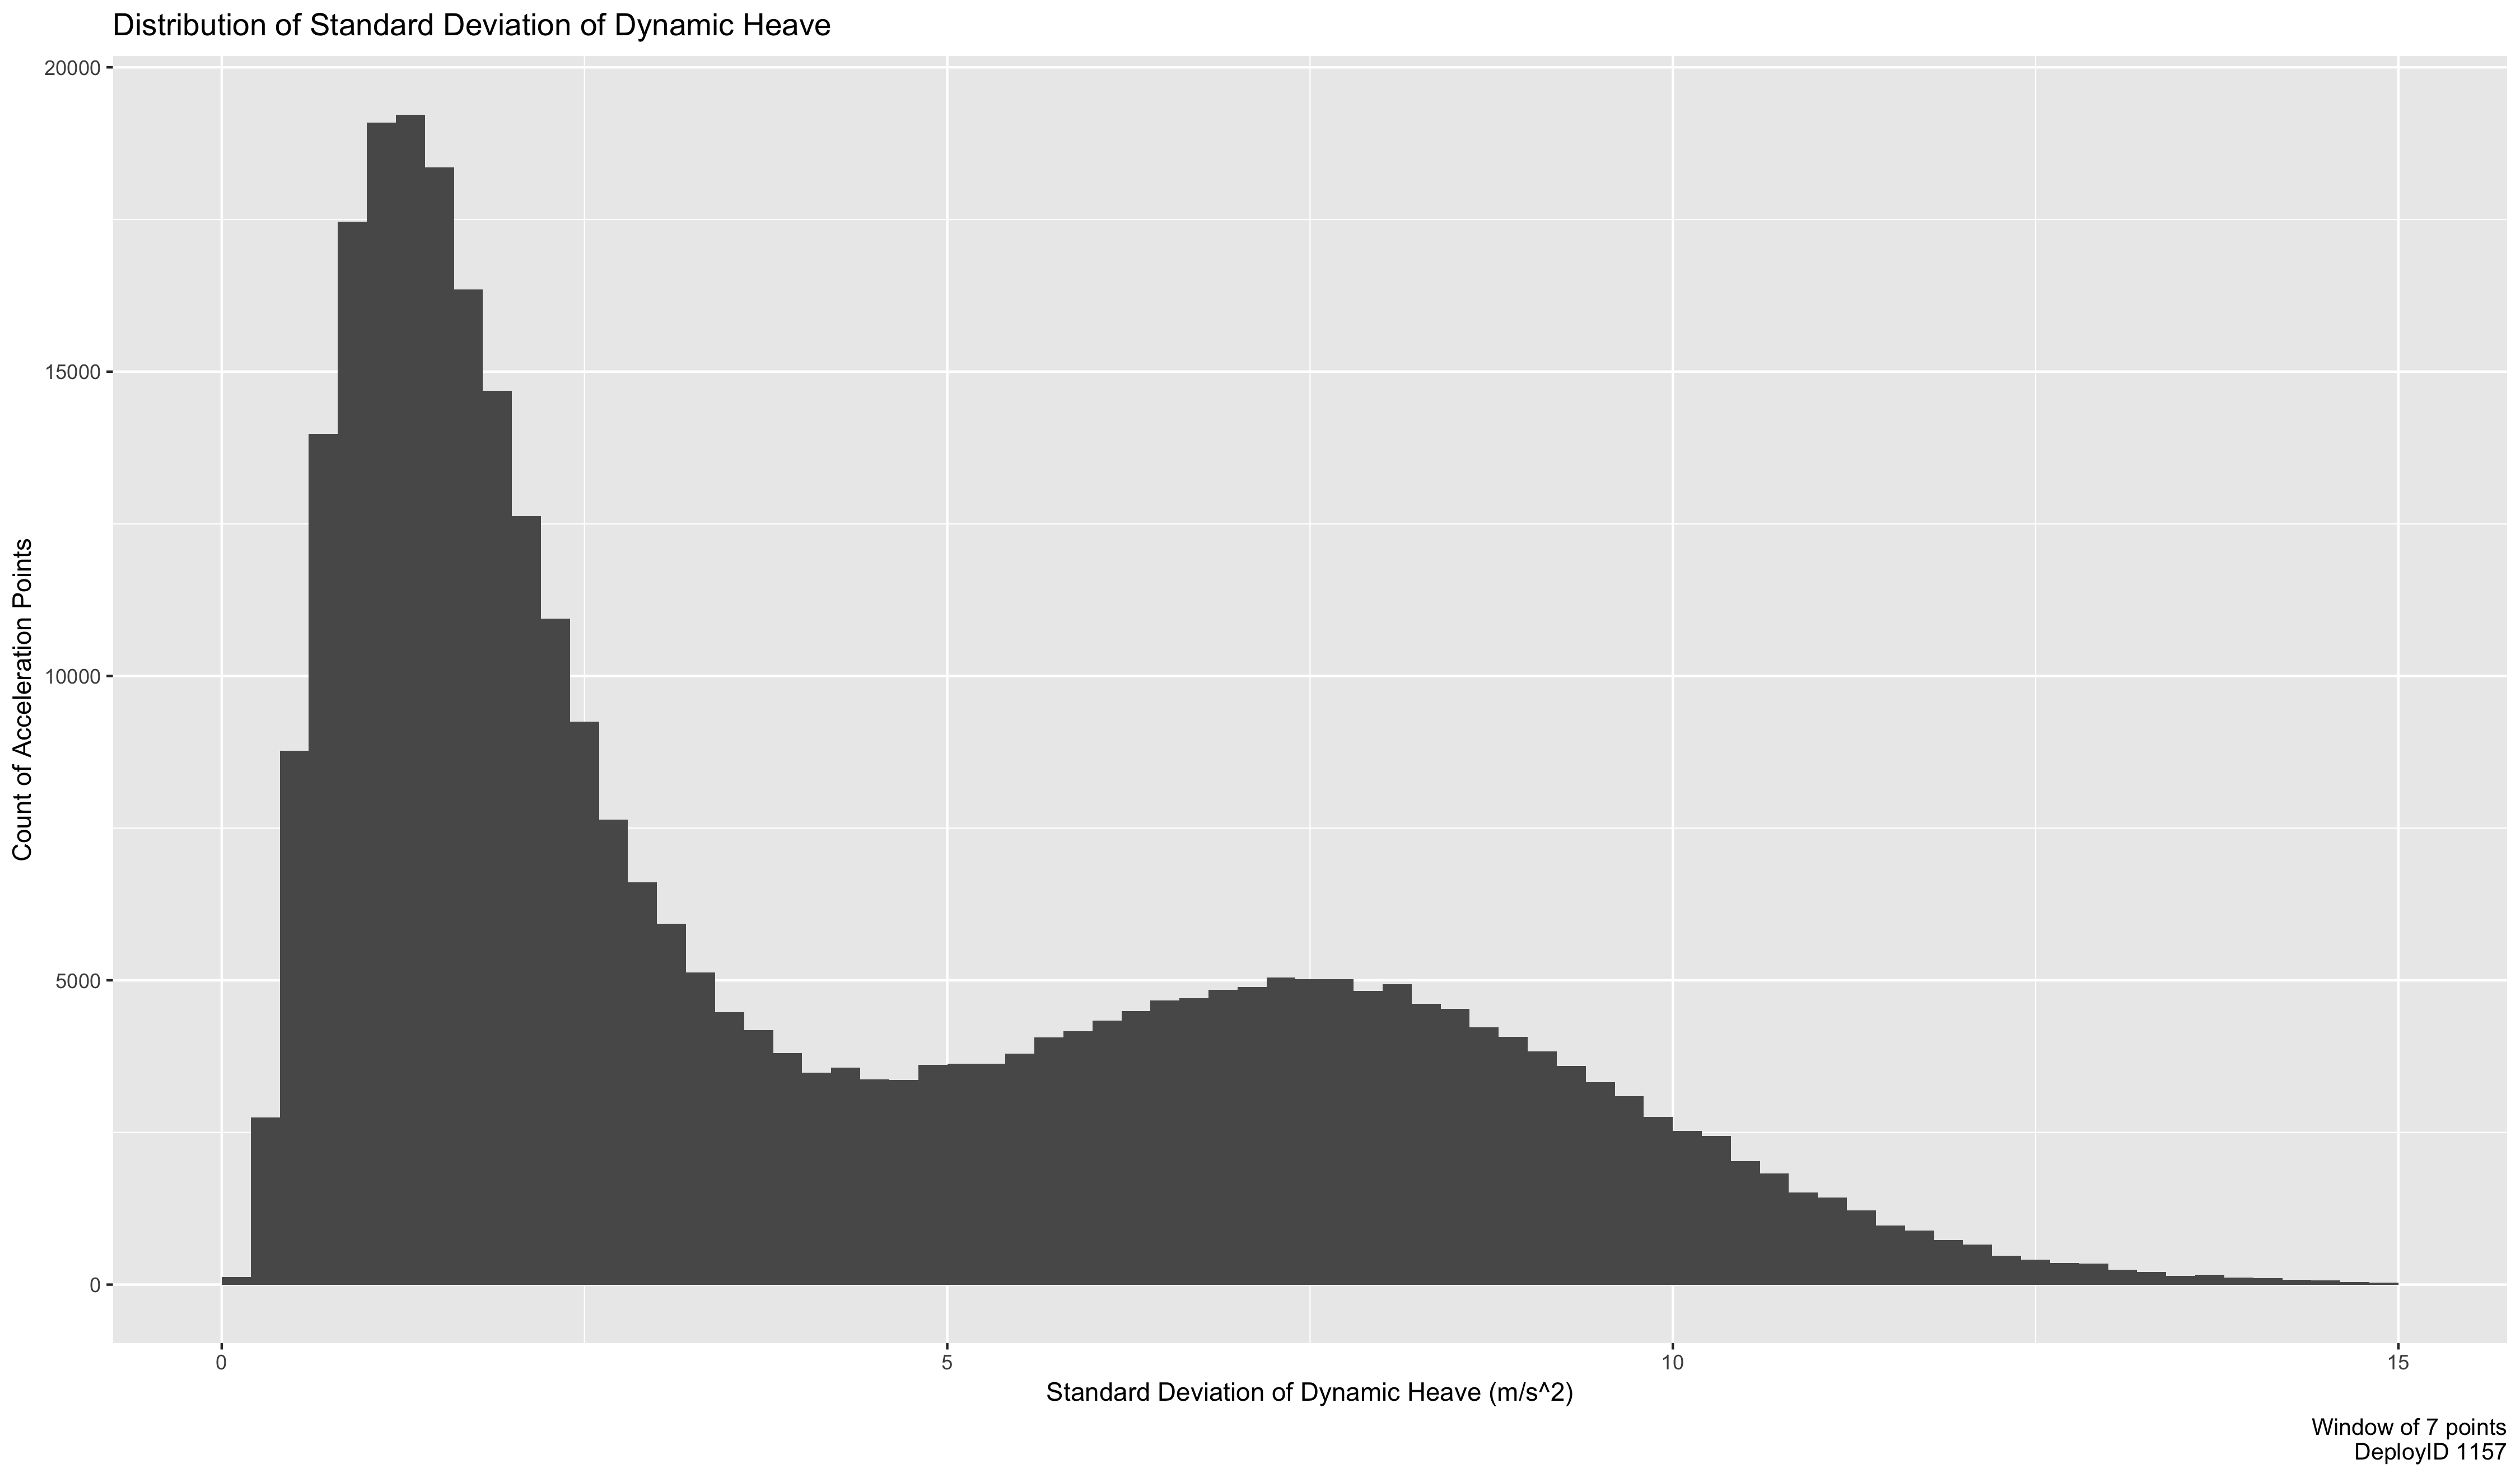 Distribution of Standard Deviation of Dynamic Heave
20000
15000
10000
5000
0
Count of Acceleration Points
0
5
10
15
Standard Deviation of Dynamic Heave (m/s^2)
Window of 7 points
DeployID 1157